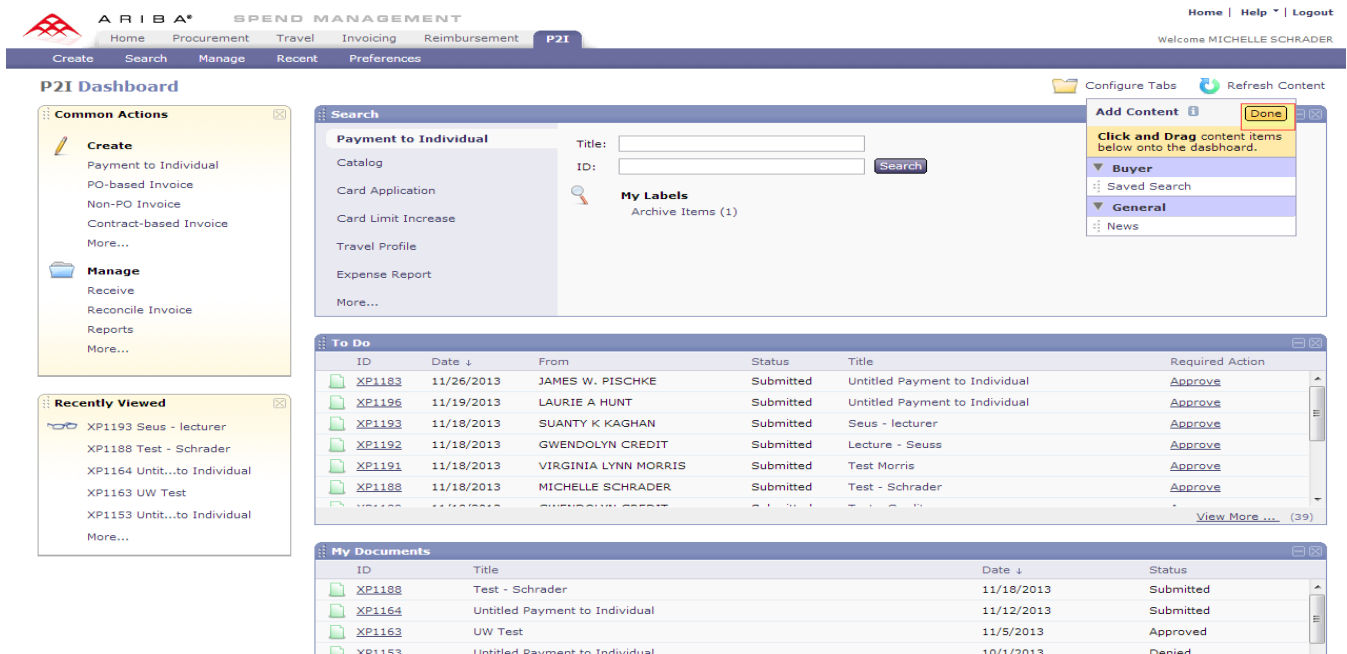 Home | Help | Logout
ARIBA® SPEND MANAGEMENT
Home Procurement Travel Invoicing Reimbursement P2I
Welcome MICHELLE SCHRADER
Create Search Manage Recent Preferences
P2I Dashboard
Configure Tabs Refresh Content
Common Actions
Create
Payment to Individual
PO-based Invoice
Non-PO Invoice
Contract-based Invoice
More...
Manage
Receive
Reconcile Invoice
Reports
More...
Recently Viewed
XP1193 Seus - lecturer
XP1188 Test - Schrader
XP1164 Untit...to Individual
XP1163 UW Test
XP1153 Untit...to Individual
More...
Search
Payment to Individual
Catalog
Card Application
Card Limit Increase
Travel Profile
Expense Report
More...
Title:
ID: Search
My Labels
Archive Items (1)
Add Content Done
Click and Drag content items
below onto the dasbhoard.
Buyer
Saved Search
General
News
To Do
ID Date ↓ From Status Title Required Action
XP1183 11/26/2013 JAMES W. PISCHKE Submitted Untitled Payment to Individual Approve
XP1196 11/19/2013 LAURIE A HUNT Submitted Untitled Payment to Individual Approve
XP1193 11/18/2013 SUANTY K KAGHAN Submitted Seus - lecturer Approve
XP1192 11/18/2013 GWENDOLYN CREDIT Submitted Lecture - Seuss Approve
XP1191 11/18/2013 VIRGINIA LYNN MORRIS Submitted Test Morris Approve
XP1188 11/18/2013 MICHELLE SCHRADER Submitted Test - Schrader Approve
View More ... (39)
My Documents
ID Title Date ↓ Status
XP1188 Test - Schrader 11/18/2013 Submitted
XP1164 Untitled Payment to Individual 11/12/2013 Submitted
XP1163 UW Test 11/5/2013 Approved
XP1153 Untitled Payment to Individual 10/1/2013 Denied